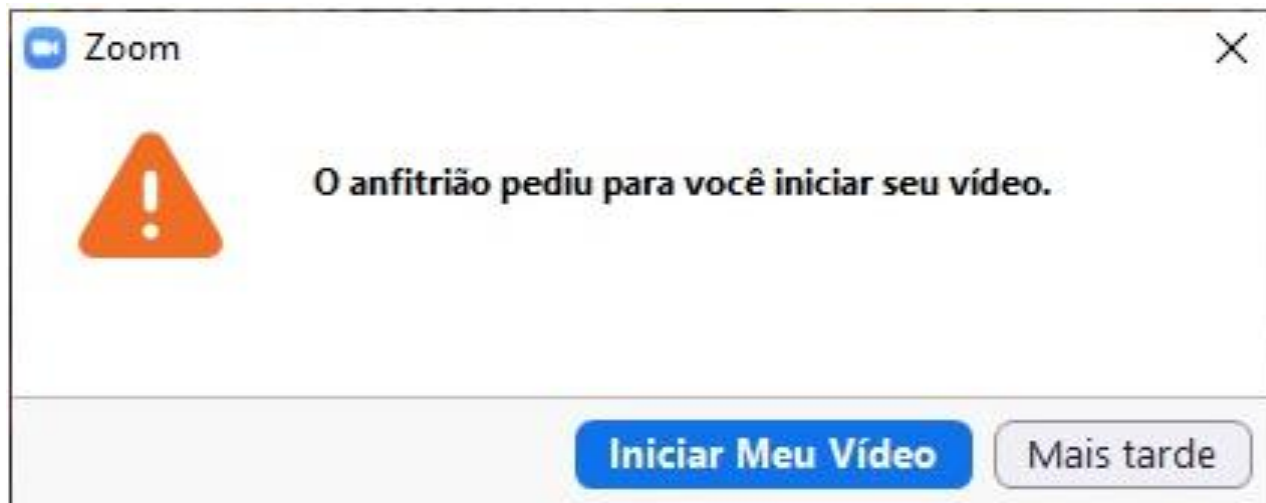 Zoom
O anfitrião pediu para você iniciar seu vídeo.
Iniciar Meu Vídeo
Mais tarde